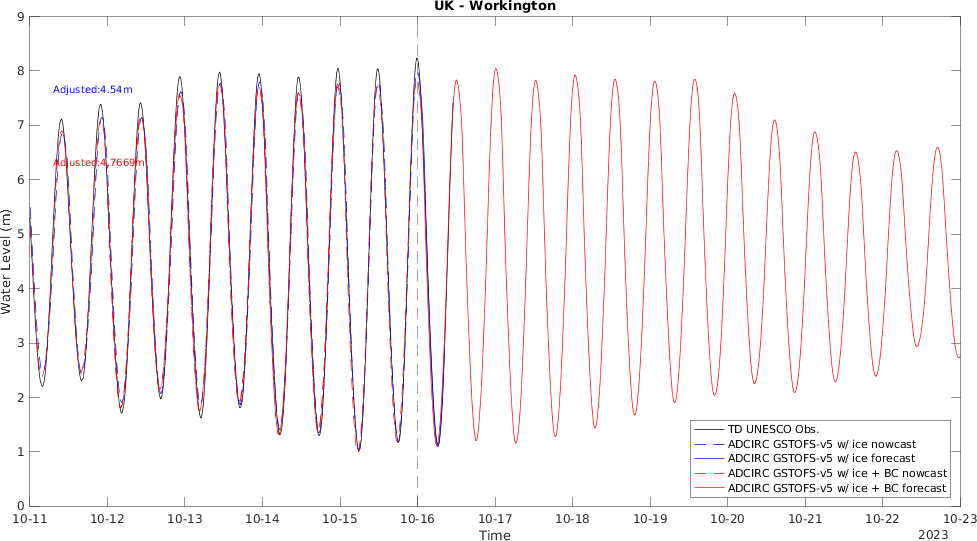 UK - Workington
9
8
7
6
5
4
3
2
1
0
Water Level (m)
Adjusted:4.54m
Adjusted:4.7669m
TD UNESCO Obs.
ADCIRC GSTOFS-v5 w/ ice nowcast
ADCIRC GSTOFS-v5 w/ ice forecast
ADCIRC GSTOFS-v5 w/ ice + BC nowcast
ADCIRC GSTOFS-v5 w/ ice + BC forecast
10-11 10-12 10-13 10-14 10-15 10-16 10-17 10-18 10-19 10-20 10-21 10-22 10-23
Time
2023